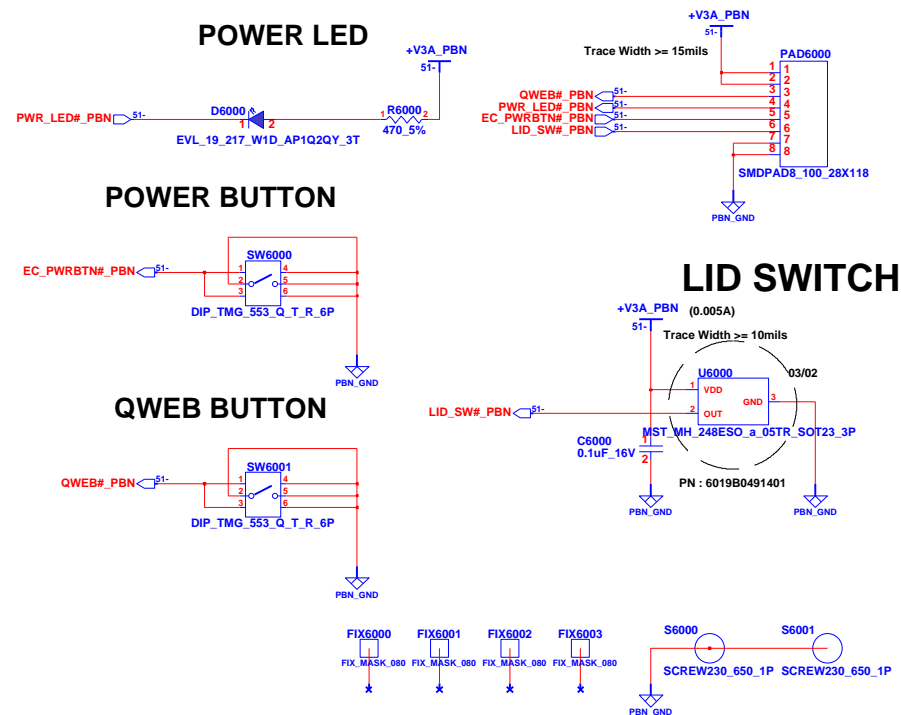 POWER LED
+V3A_PBN
51-
PWR_LED#_PBN
51-
D6000
1 2
EVL_19_217_W1D_AP1Q2QY_3T
1 R6000 2
470_5%
+V3A_PBN
51-
Trace Width >= 15mils
PAD6000
1 1
2 2
QWEB#_PBN 51- 3 3
PWR_LED#_PBN 51- 4 4
EC_PWRBTN#_PBN 51- 5 5
LID_SW#_PBN 51- 6 6
7 7
8 8
SMDPAD8_100_28X118
PBN_GND
POWER BUTTON
EC_PWRBTN#_PBN 51-
SW6000
1 4
2 5
3 6
DIP_TMG_553_Q_T_R_6P
PBN_GND
LID SWITCH
+V3A_PBN (0.005A)
51-
Trace Width >= 10mils
U6000 03/02
1 VDD
GND 3
LID_SW#_PBN 51- 2 OUT
MST_MH_248ESO_a_05TR_SOT23_3P
C6000 1
0.1uF_16V
2
PN : 6019B0491401
PBN_GND
PBN_GND
QWEB BUTTON
QWEB#_PBN 51-
SW6001
1 4
2 5
3 6
DIP_TMG_553_Q_T_R_6P
PBN_GND
FIX6000 FIX6001 FIX6002 FIX6003
FIX_MASK_080 FIX_MASK_080 FIX_MASK_080 FIX_MASK_080
S6000 S6001
SCREW230_650_1P SCREW230_650_1P
PBN_GND